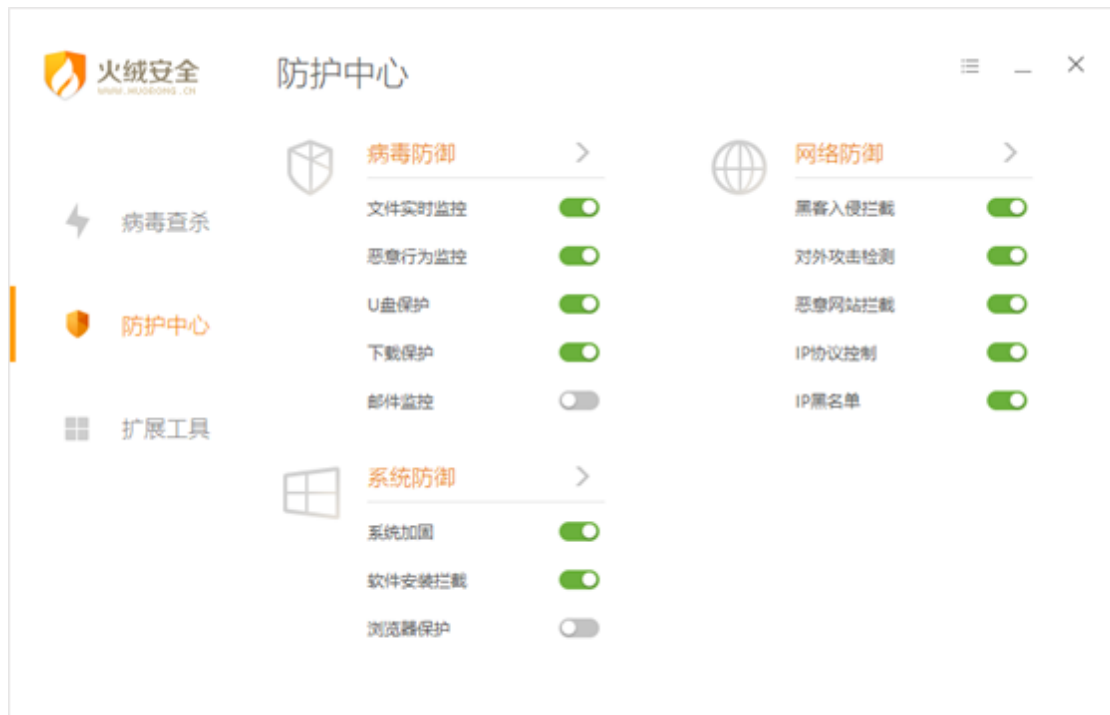 火绒安全
WWW.HUORONG.CN
防护中心
病毒查杀
防护中心
扩展工具
病毒防御
文件实时监控
恶意行为监控
U盘保护
下载保护
邮件监控
网络防御
黑客入侵拦截
对外攻击检测
恶意网站拦截
IP协议控制
IP黑名单
系统防御
系统加固
软件安装拦截
浏览器保护